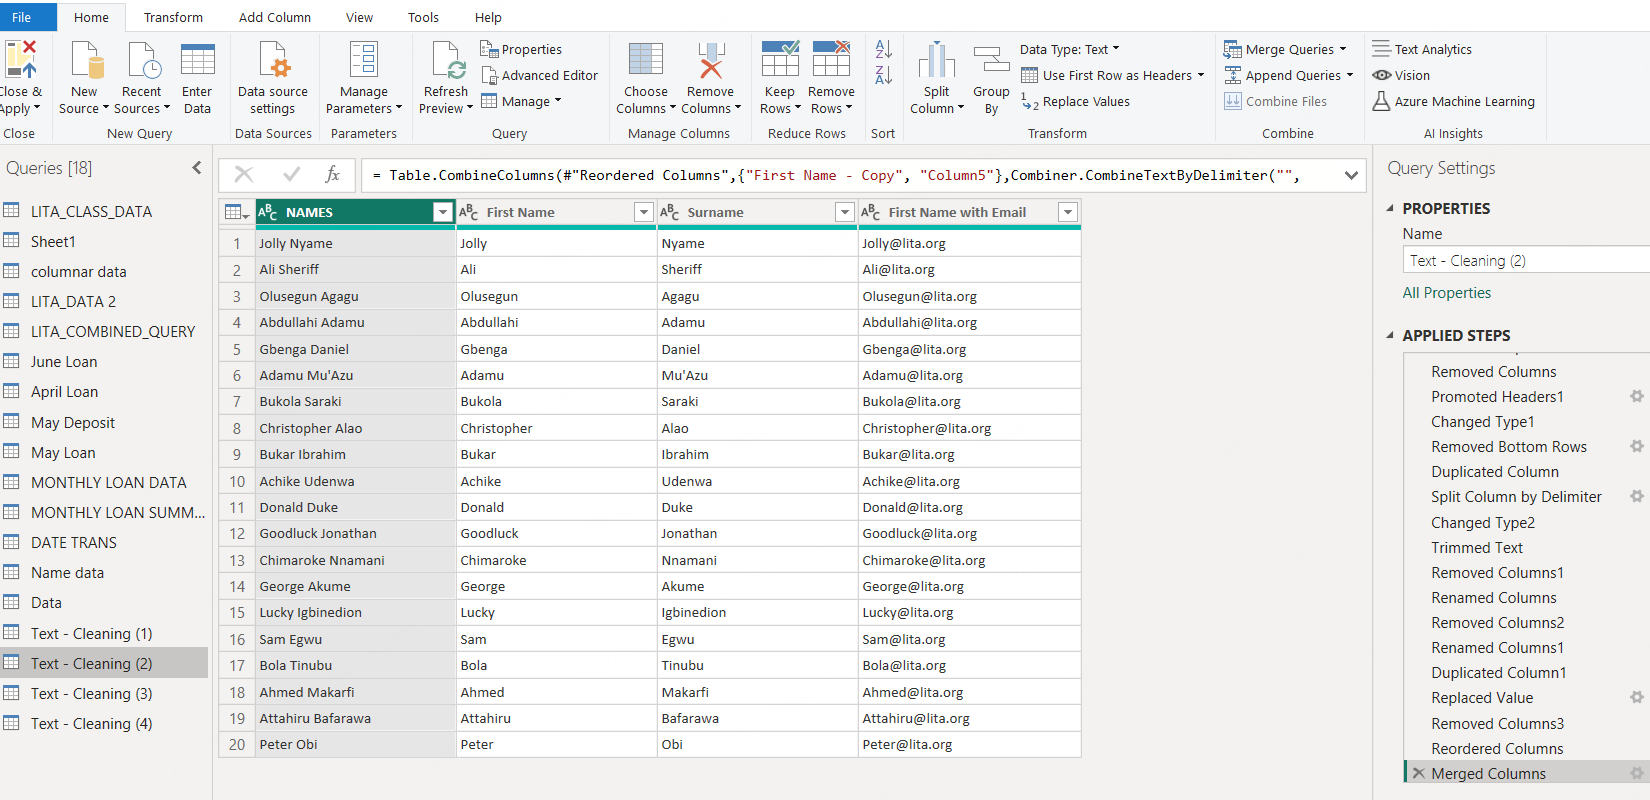 File Home Transform Add Column View Tools Help
Close & Apply
New Source
Recent Sources
Enter Data
Data source settings
Manage Parameters
Refresh Preview
Properties
Advanced Editor
Manage
Choose Columns
Remove Columns
Keep Rows
Remove Rows
Split Column
Group By
Data Type: Text
Use First Row as Headers
Replace Values
Merge Queries
Append Queries
Combine Files
Text Analytics
Vision
Azure Machine Learning
Close New Query Data Sources Parameters Query Manage Columns Reduce Rows Sort Transform Combine AI Insights
Queries [18]
LITA_CLASS_DATA
Sheet1
columnar data
LITA_DATA 2
LITA_COMBINED_QUERY
June Loan
April Loan
May Deposit
May Loan
MONTHLY LOAN DATA
MONTHLY LOAN SUMM...
DATE TRANS
Name data
Data
Text - Cleaning (1)
Text - Cleaning (2)
Text - Cleaning (3)
Text - Cleaning (4)
fx = Table.CombineColumns(#"Reordered Columns",{"First Name - Copy", "Column5"},Combiner.CombineTextByDelimiter("",
ABC NAMES ABC First Name ABC Surname ABC First Name with Email
1 Jolly Nyame Jolly Nyame Jolly@lita.org
2 Ali Sheriff Ali Sheriff Ali@lita.org
3 Olusegun Agagu Olusegun Agagu Olusegun@lita.org
4 Abdullahi Adamu Abdullahi Adamu Abdullahi@lita.org
5 Gbenga Daniel Gbenga Daniel Gbenga@lita.org
6 Adamu Mu'Azu Adamu Mu'Azu Adamu@lita.org
7 Bukola Saraki Bukola Saraki Bukola@lita.org
8 Christopher Alao Christopher Alao Christopher@lita.org
9 Bukar Ibrahim Bukar Ibrahim Bukar@lita.org
10 Achike Udenwa Achike Udenwa Achike@lita.org
11 Donald Duke Donald Duke Donald@lita.org
12 Goodluck Jonathan Goodluck Jonathan Goodluck@lita.org
13 Chimaroke Nnamani Chimaroke Nnamani Chimaroke@lita.org
14 George Akume George Akume George@lita.org
15 Lucky Igbinedion Lucky Igbinedion Lucky@lita.org
16 Sam Egwu Sam Egwu Sam@lita.org
17 Bola Tinubu Bola Tinubu Bola@lita.org
18 Ahmed Makarfi Ahmed Makarfi Ahmed@lita.org
19 Attahiru Bafarawa Attahiru Bafarawa Attahiru@lita.org
20 Peter Obi Peter Obi Peter@lita.org
Query Settings
PROPERTIES
Name
Text - Cleaning (2)
All Properties
APPLIED STEPS
Removed Columns
Promoted Headers1
Changed Type1
Removed Bottom Rows
Duplicated Column
Split Column by Delimiter
Changed Type2
Trimmed Text
Removed Columns1
Renamed Columns
Removed Columns2
Renamed Columns1
Duplicated Column1
Replaced Value
Removed Columns3
Reordered Columns
Merged Columns